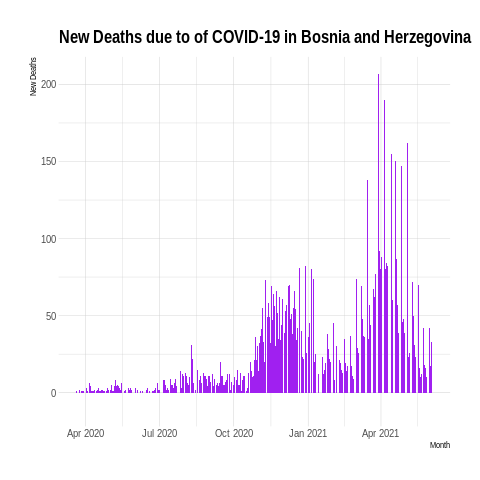 New Deaths due to of COVID-19 in Bosnia and Herzegovina
New Deaths
200
150
100
50
0
Apr 2020 Jul 2020 Oct 2020 Jan 2021 Apr 2021
Month